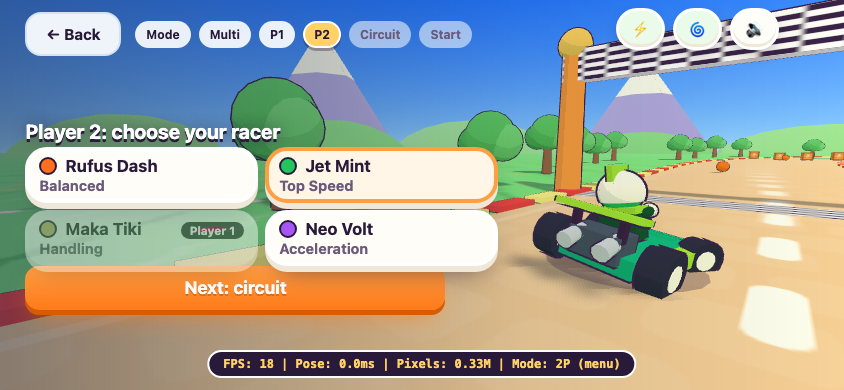 ← Back
Mode
Multi
P1
P2
Circuit
Start
Player 2: choose your racer
Rufus Dash
Balanced
Jet Mint
Top Speed
Maka Tiki
Player 1
Handling
Neo Volt
Acceleration
Next: circuit
FPS: 18 | Pose: 0.0ms | Pixels: 0.33M | Mode: 2P (menu)